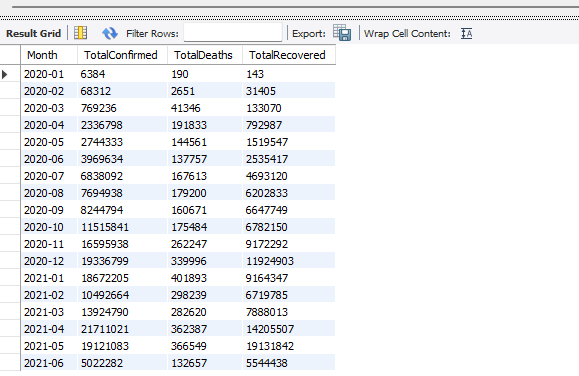 Result Grid Filter Rows: Export: Wrap Cell Content:
Month TotalConfirmed TotalDeaths TotalRecovered
2020-01 6384 190 143
2020-02 68312 2651 31405
2020-03 769236 41346 133070
2020-04 2336798 191833 792987
2020-05 2744333 144561 1519547
2020-06 3969634 137757 2535417
2020-07 6838092 167613 4693120
2020-08 7694938 179200 6202833
2020-09 8244794 160671 6647749
2020-10 11515841 175484 6782150
2020-11 16595938 262247 9172292
2020-12 19336799 339996 11924903
2021-01 18672205 401893 9164347
2021-02 10492664 298239 6719785
2021-03 13924790 282620 7888013
2021-04 21711021 362387 14205507
2021-05 19121083 366549 19131842
2021-06 5022282 132657 5544438